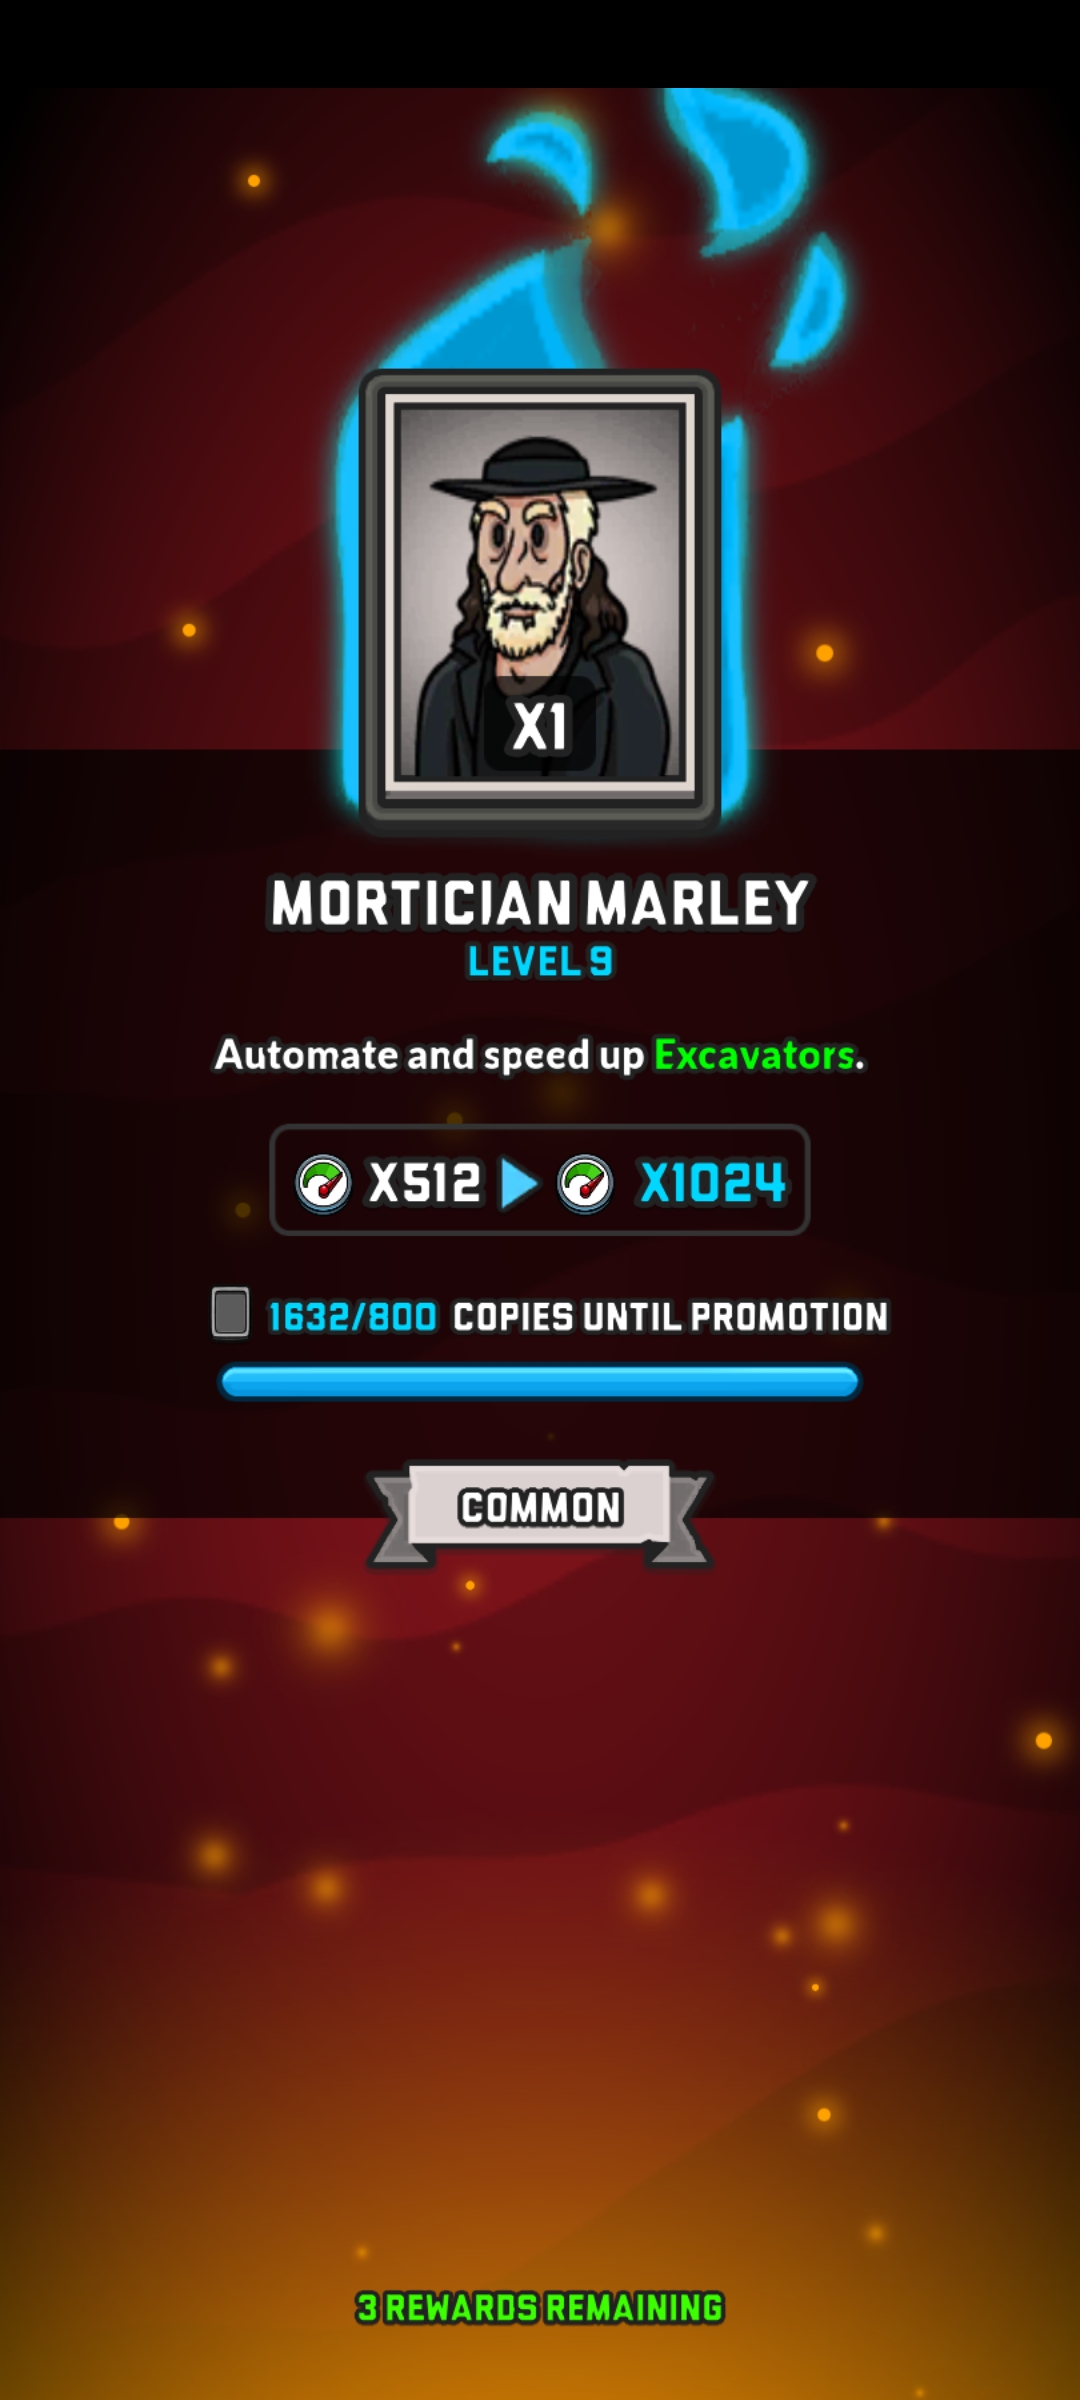 X1
MORTICIAN MARLEY
LEVEL 9
Automate and speed up Excavators.
X512 X1024
1632/800 COPIES UNTIL PROMOTION
COMMON
3 REWARDS REMAINING